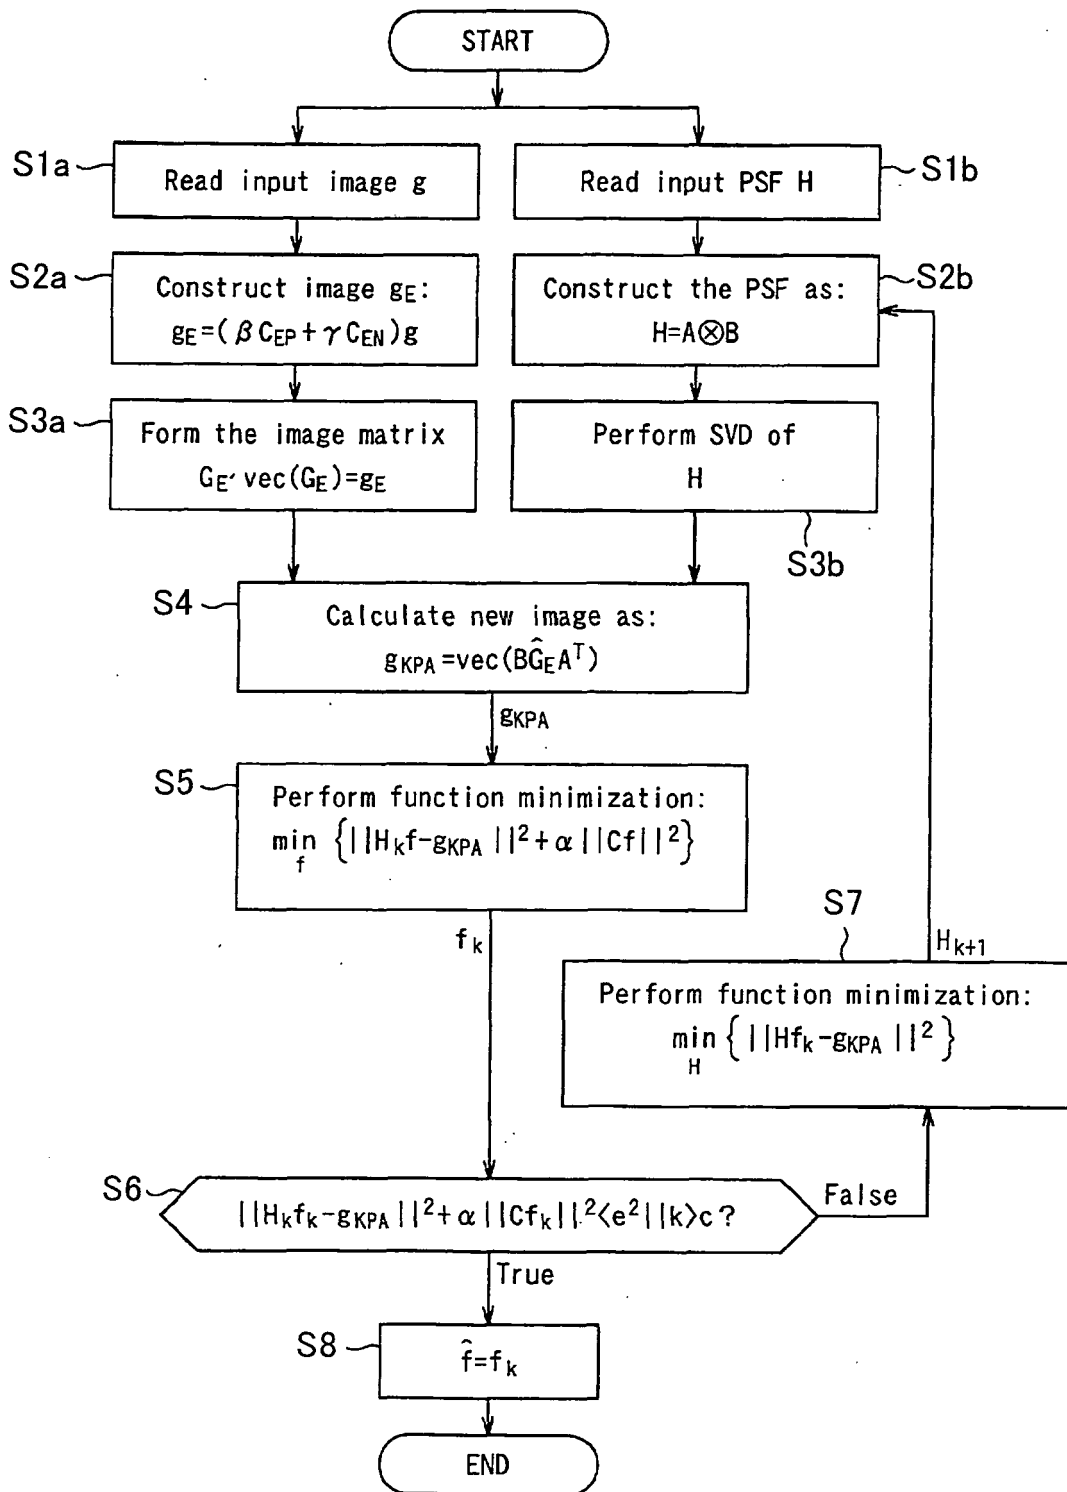 START
S1a
Read input image g
Read input PSF H
S1b
S2a
Construct image gE:
gE=(βCEP+γCEN)g
Construct the PSF as:
H=A⊗B
S2b
S3a
Form the image matrix
GE, vec(GE)=gE
Perform SVD of
H
S3b
S4
Calculate new image as:
gKPA=vec(BĜEA^T)
gKPA
S5
Perform function minimization:
min {||Hkf-gKPA||²+α||Cf||²}
f
fk
S7
Hk+1
Perform function minimization:
min {||Hfk-gKPA||²}
H
S6
||Hkfk-gKPA||²+α||Cfk||²<e²||k>c?
False
True
S8
f̂=fk
END